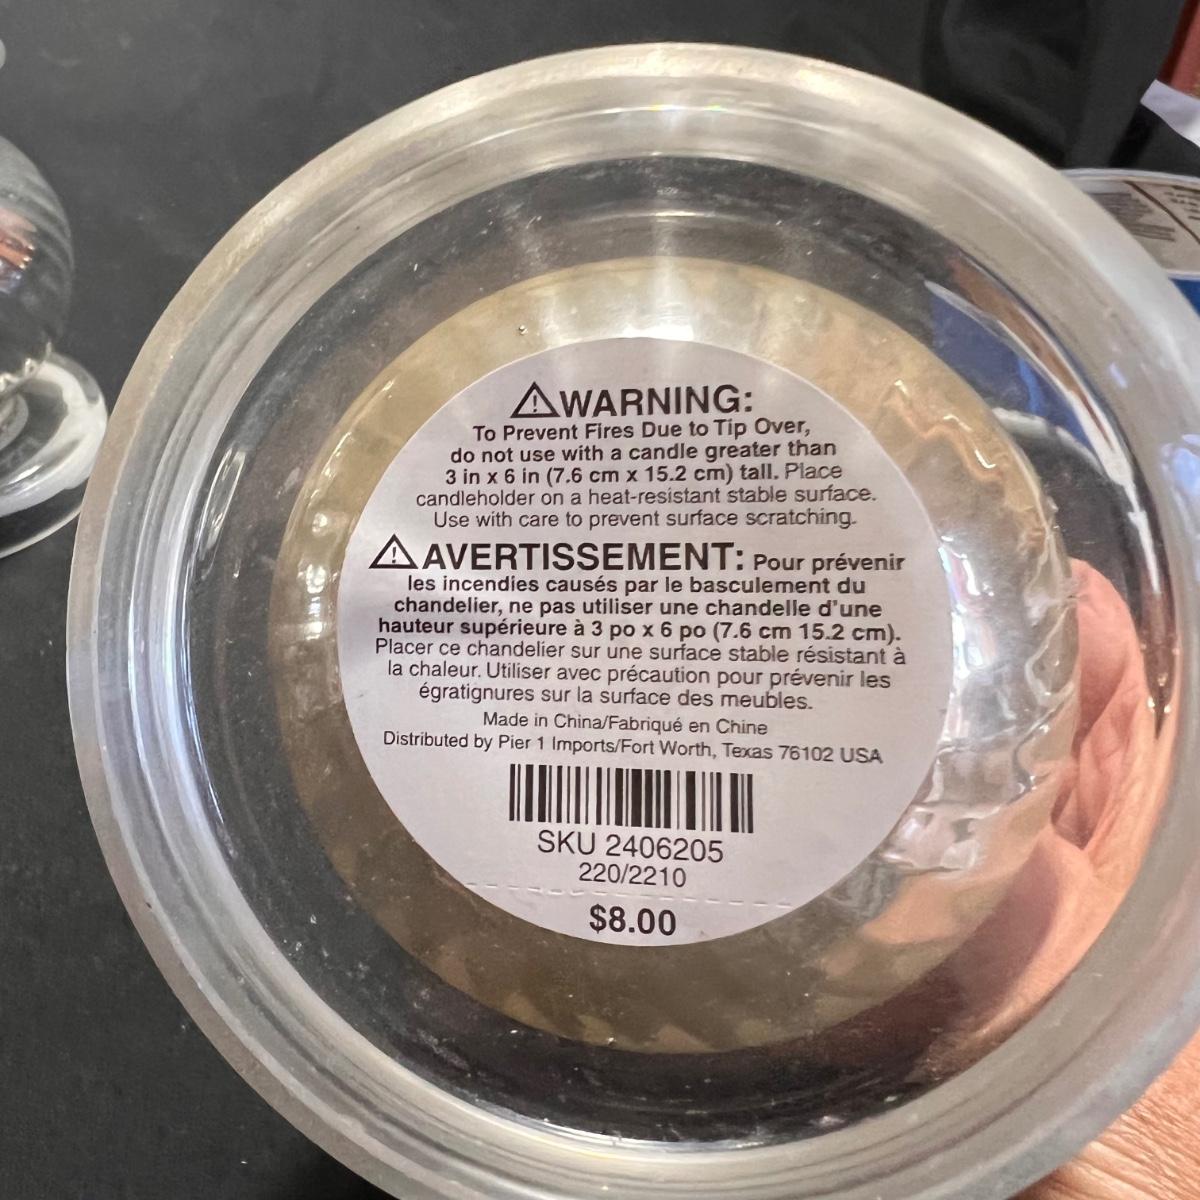 WARNING:
To Prevent Fires Due to Tip Over,
do not use with a candle greater than
3 in x 6 in (7.6 cm x 15.2 cm) tall. Place
candleholder on a heat-resistant stable surface.
Use with care to prevent surface scratching.
AVERTISSEMENT: Pour prévenir
les incendies causés par le basculement du
chandelier, ne pas utiliser une chandelle d'une
hauteur supérieure à 3 po x 6 po (7.6 cm 15.2 cm).
Placer ce chandelier sur une surface stable résistant à
la chaleur. Utiliser avec précaution pour prévenir les
égratignures sur la surface des meubles.
Made in China/Fabriqué en Chine
Distributed by Pier 1 Imports/Fort Worth, Texas 76102 USA
SKU 2406205
220/2210
$8.00